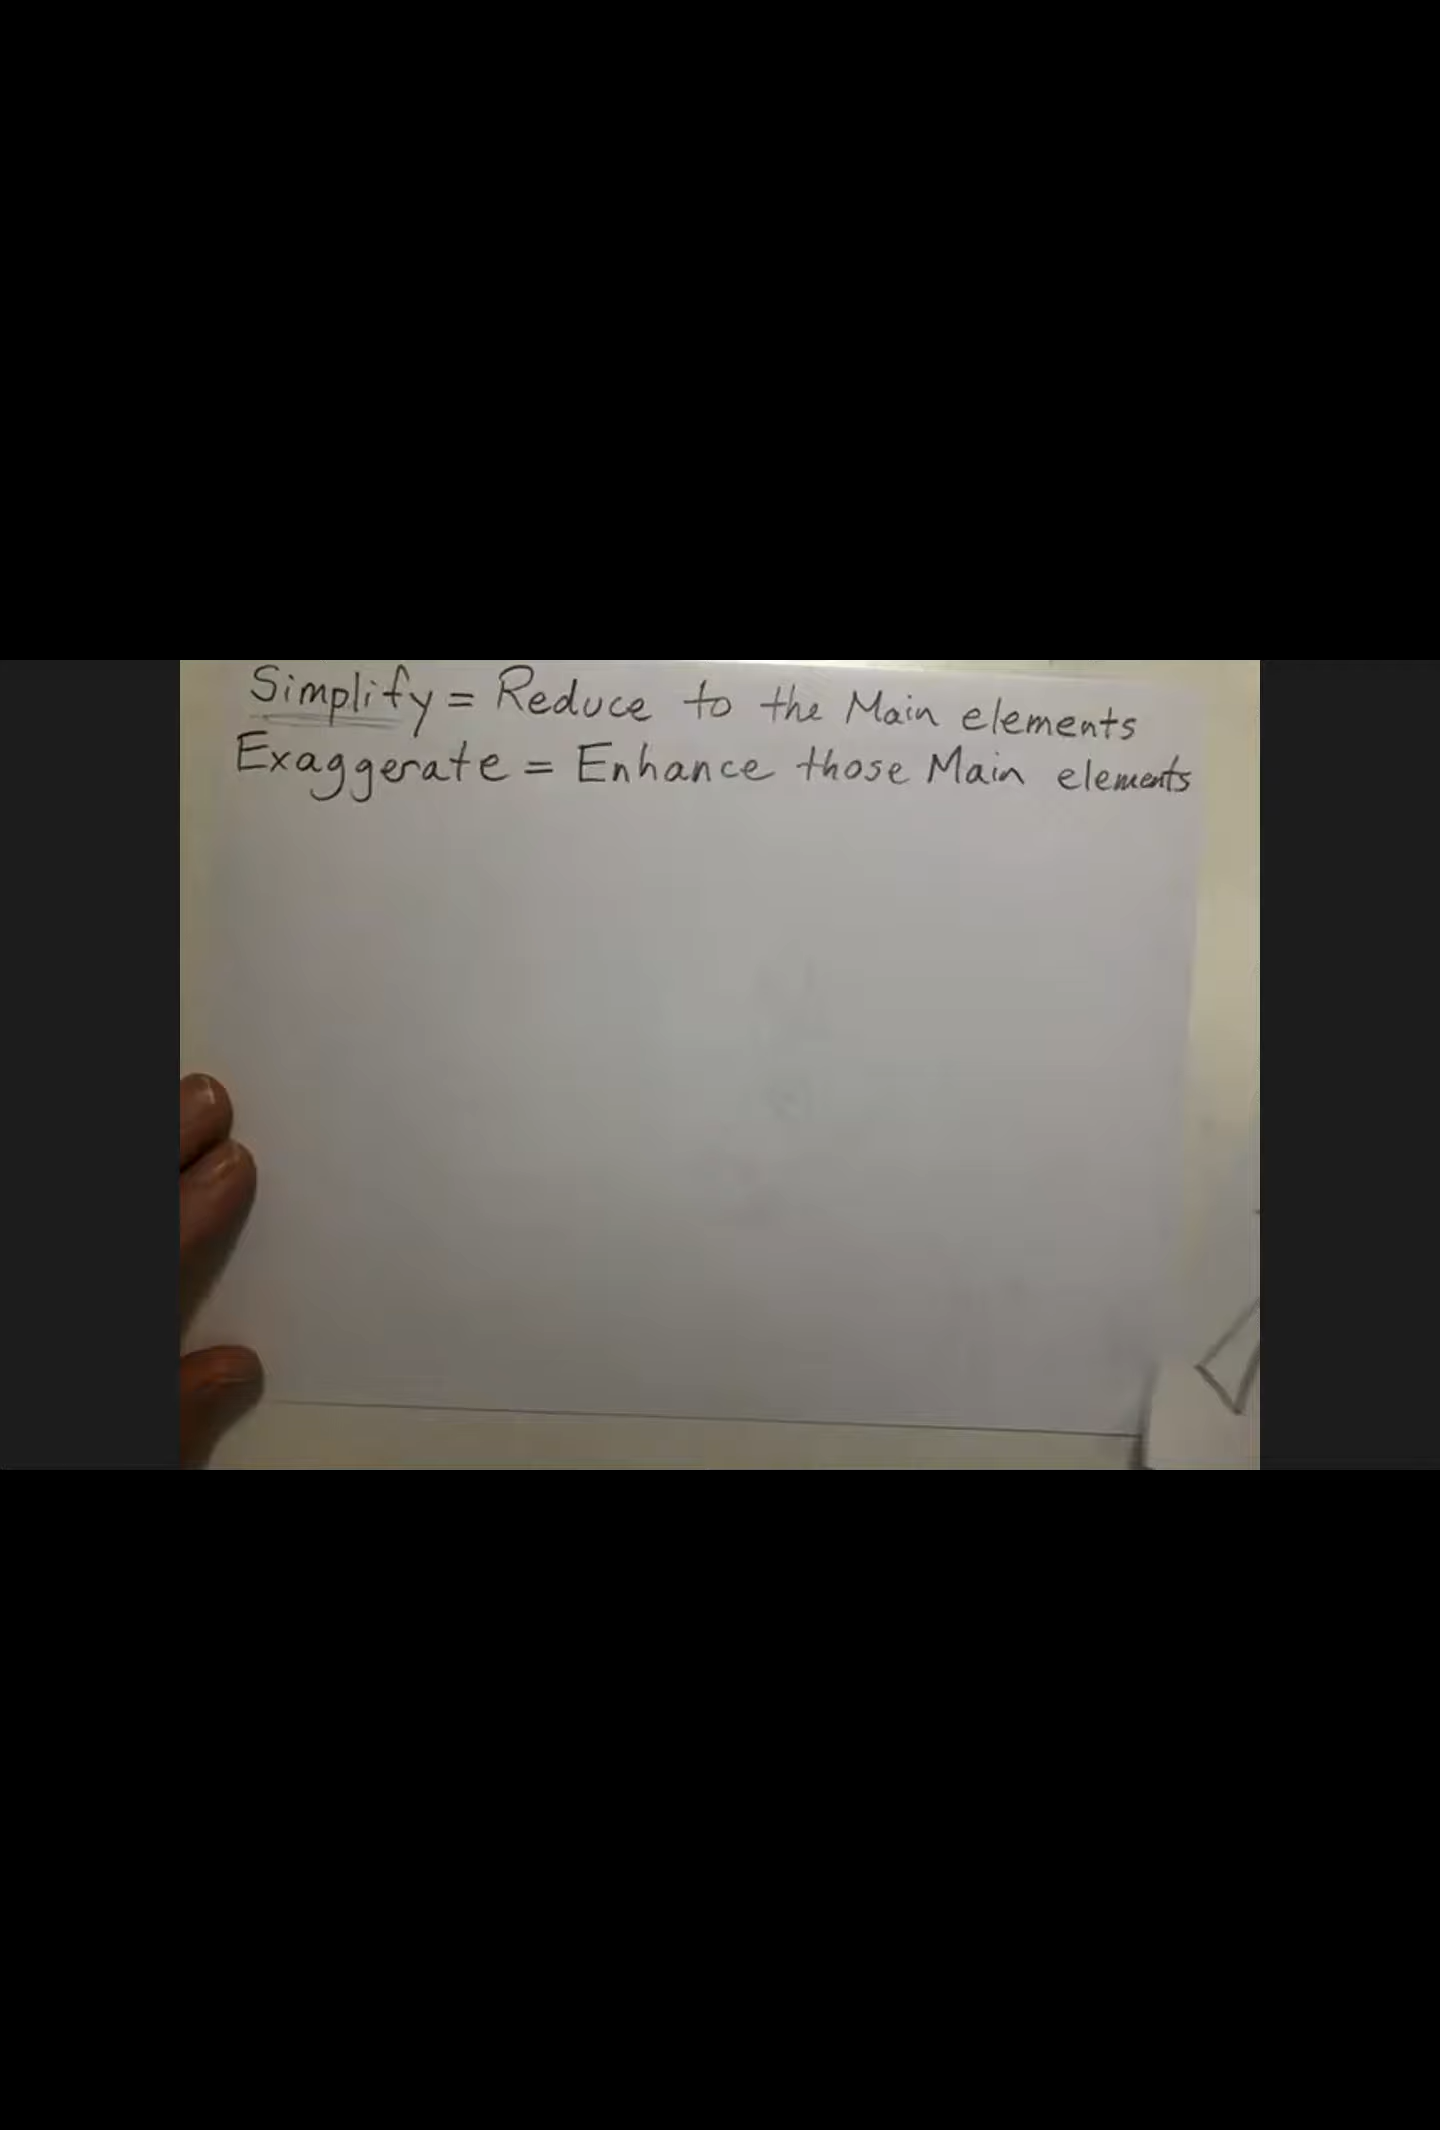 Simplify = Reduce to the Main elements
Exaggerate = Enhance those Main elements